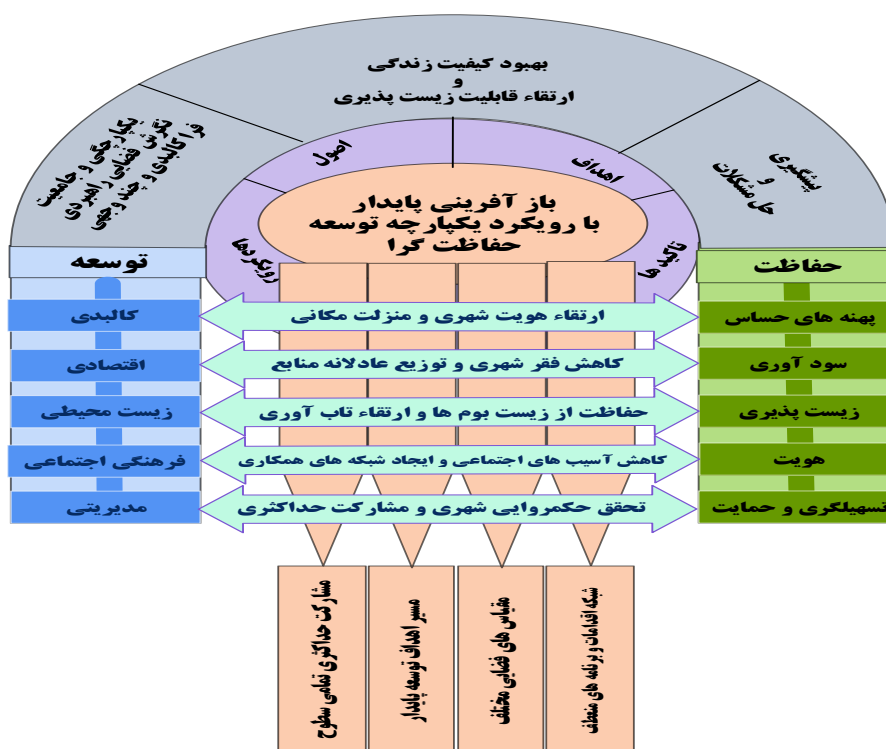 بهبود کیفیت زندگی
و
ارتقاء قابلیت زیست پذیری
پیشگیری
و
حل مشکلات
یکپارچگی و جامعیت
نگرش فضایی راهبردی
فرا کالبدی و چند وجهی
اهداف
اصول
تاکید ها
رویکردها
باز آفرینی پایدار
با رویکرد یکپارچه توسعه
حفاظت گرا
حفاظت
توسعه
پهنه های حساس
ارتقاء هویت شهری و منزلت مکانی
کالبدی
سود آوری
کاهش فقر شهری و توزیع عادلانه منابع
اقتصادی
زیست پذیری
حفاظت از زیست بوم ها و ارتقاء تاب آوری
زیست محیطی
هویت
کاهش آسیب های اجتماعی و ایجاد شبکه های همکاری
فرهنگی اجتماعی
تسهیلگری و حمایت
تحقق حکمروایی شهری و مشارکت حداکثری
مدیریتی
شبکه اقدامات و برنامه های منعطف
مقیاس های فضایی مختلف
مسیر اهداف توسعه پایدار
مشارکت حداکثری تمامی سطوح